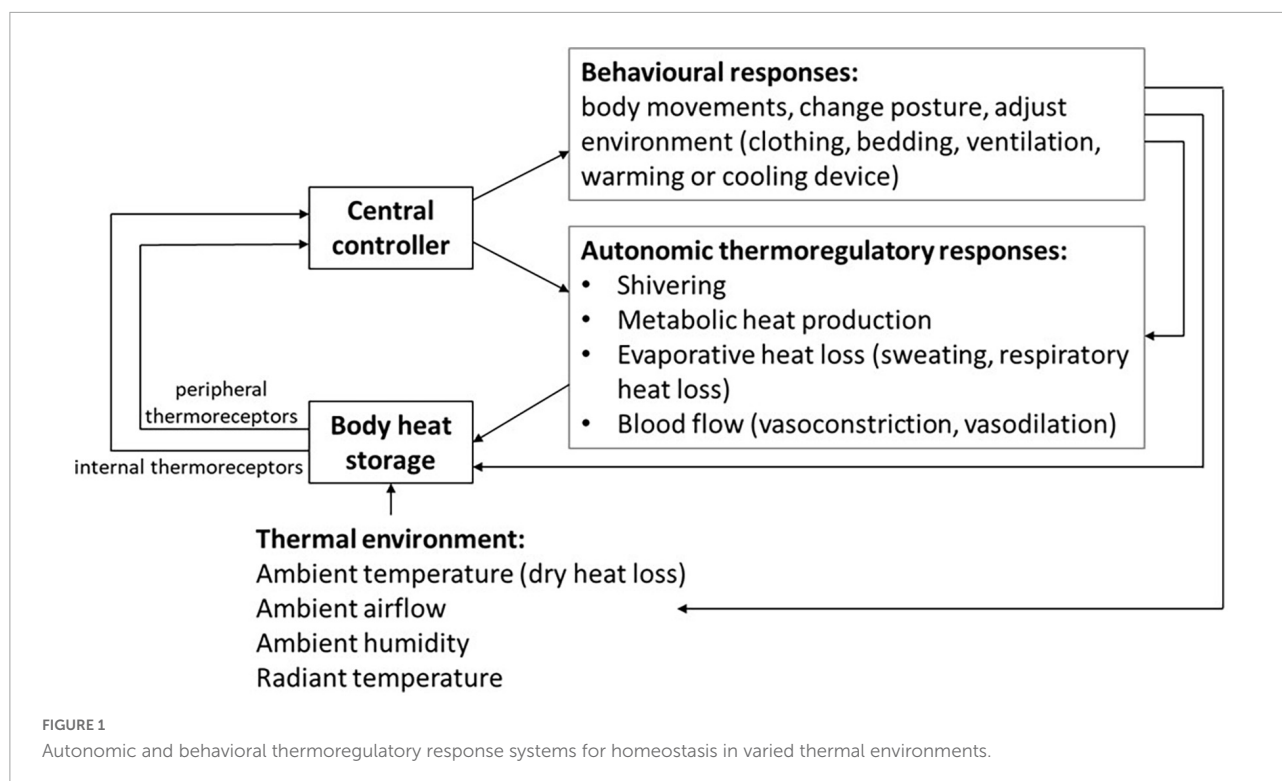 Behavioural responses:
body movements, change posture, adjust
environment (clothing, bedding, ventilation,
warming or cooling device)
Central
controller
Autonomic thermoregulatory responses:
• Shivering
• Metabolic heat production
• Evaporative heat loss (sweating, respiratory
heat loss)
• Blood flow (vasoconstriction, vasodilation)
peripheral
thermoreceptors
internal thermoreceptors
Body heat
storage
Thermal environment:
Ambient temperature (dry heat loss)
Ambient airflow
Ambient humidity
Radiant temperature
FIGURE 1
Autonomic and behavioral thermoregulatory response systems for homeostasis in varied thermal environments.